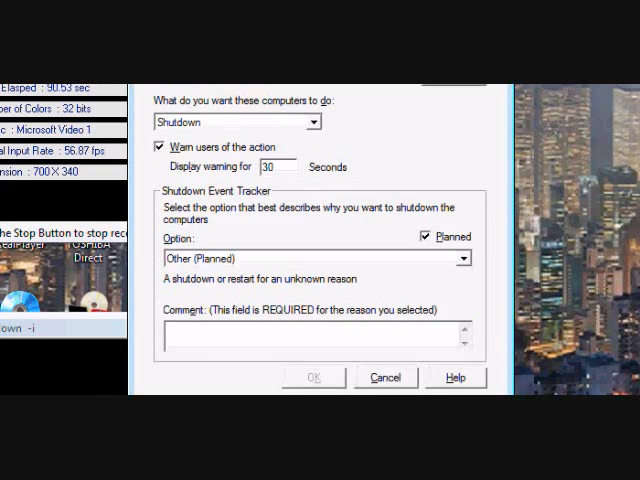 Elasped : 90.53 sec
er of Colors : 32 bits
c : Microsoft Video 1
al Input Rate : 56.87 fps
nsion : 700 X 340
he Stop Button to stop rec
RealPlayer
TOSHIBA
Direct
down -i
What do you want these computers to do:
Shutdown
Warn users of the action
Display warning for 30 Seconds
Shutdown Event Tracker
Select the option that best describes why you want to shutdown the
computers
Option:
Planned
Other (Planned)
A shutdown or restart for an unknown reason
Comment: (This field is REQUIRED for the reason you selected)
OK
Cancel
Help